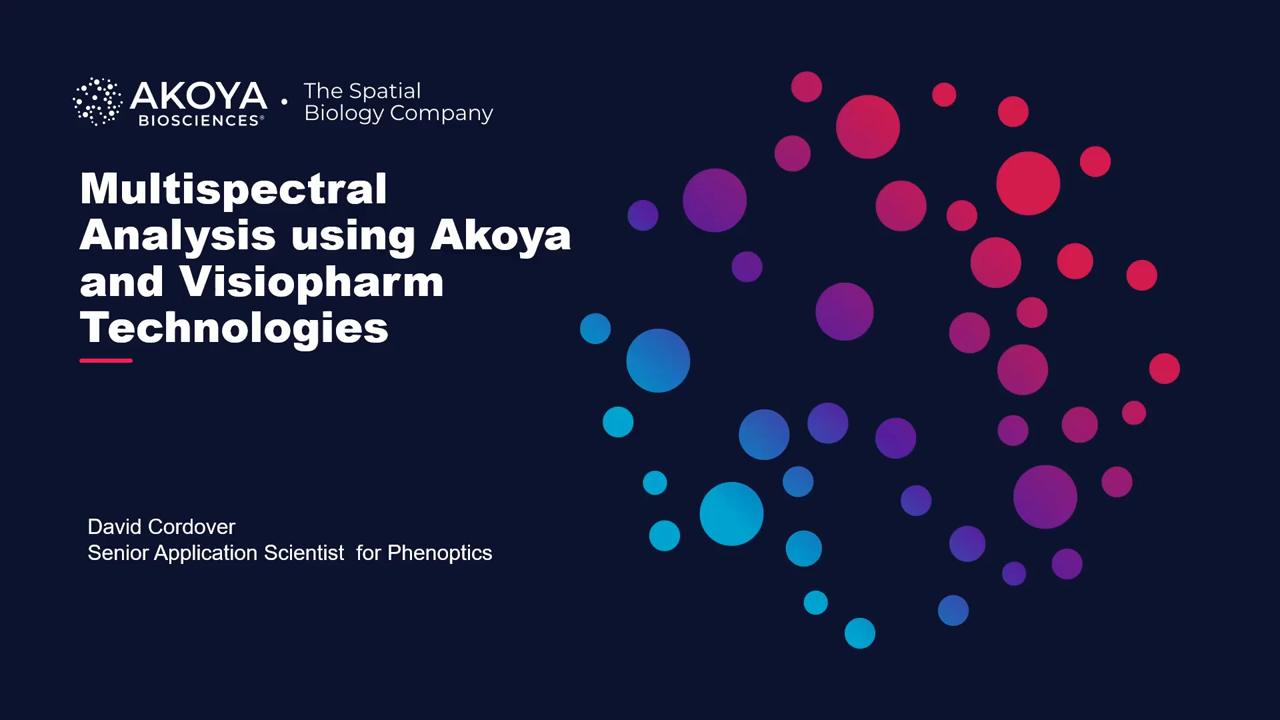 AKOYA
BIOSCIENCES®
• The Spatial
Biology Company
Multispectral
Analysis using Akoya
and Visiopharm
Technologies
David Cordover
Senior Application Scientist  for Phenoptics